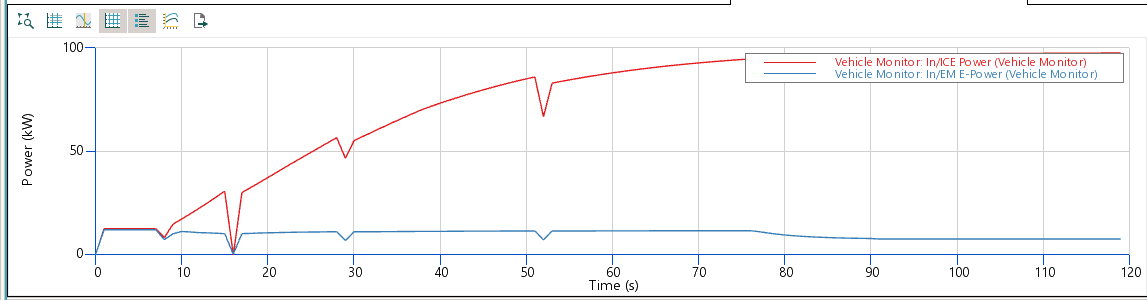 100
Vehicle Monitor: In/ICE Power (Vehicle Monitor)
Vehicle Monitor: In/EM E-Power (Vehicle Monitor)
Power (kW)
50
0
0 10 20 30 40 50 60 70 80 90 100 110 120
Time (s)